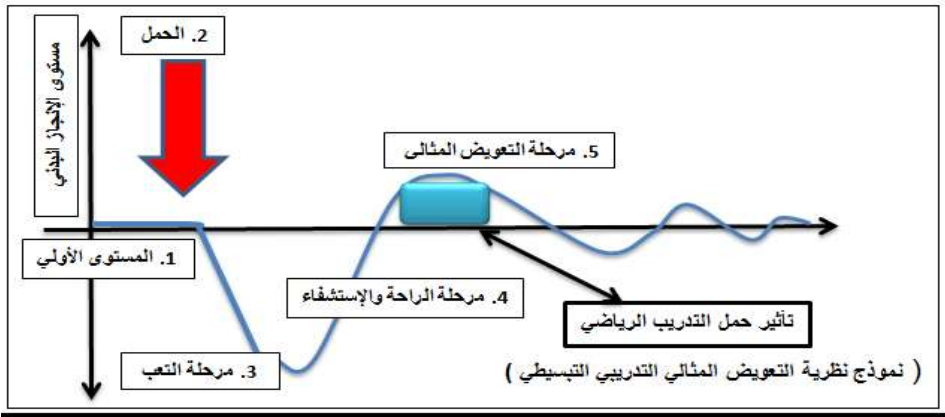 2. الحمل
مستوى الإنجاز البدني
5. مرحلة التعويض المثالى
1. المستوى الأولي
4. مرحلة الراحة والإستشفاء
تأثير حمل التدريب الرياضي
3. مرحلة التعب
( نموذج نظرية التعويض المثالي التدريبي التبسيطي )